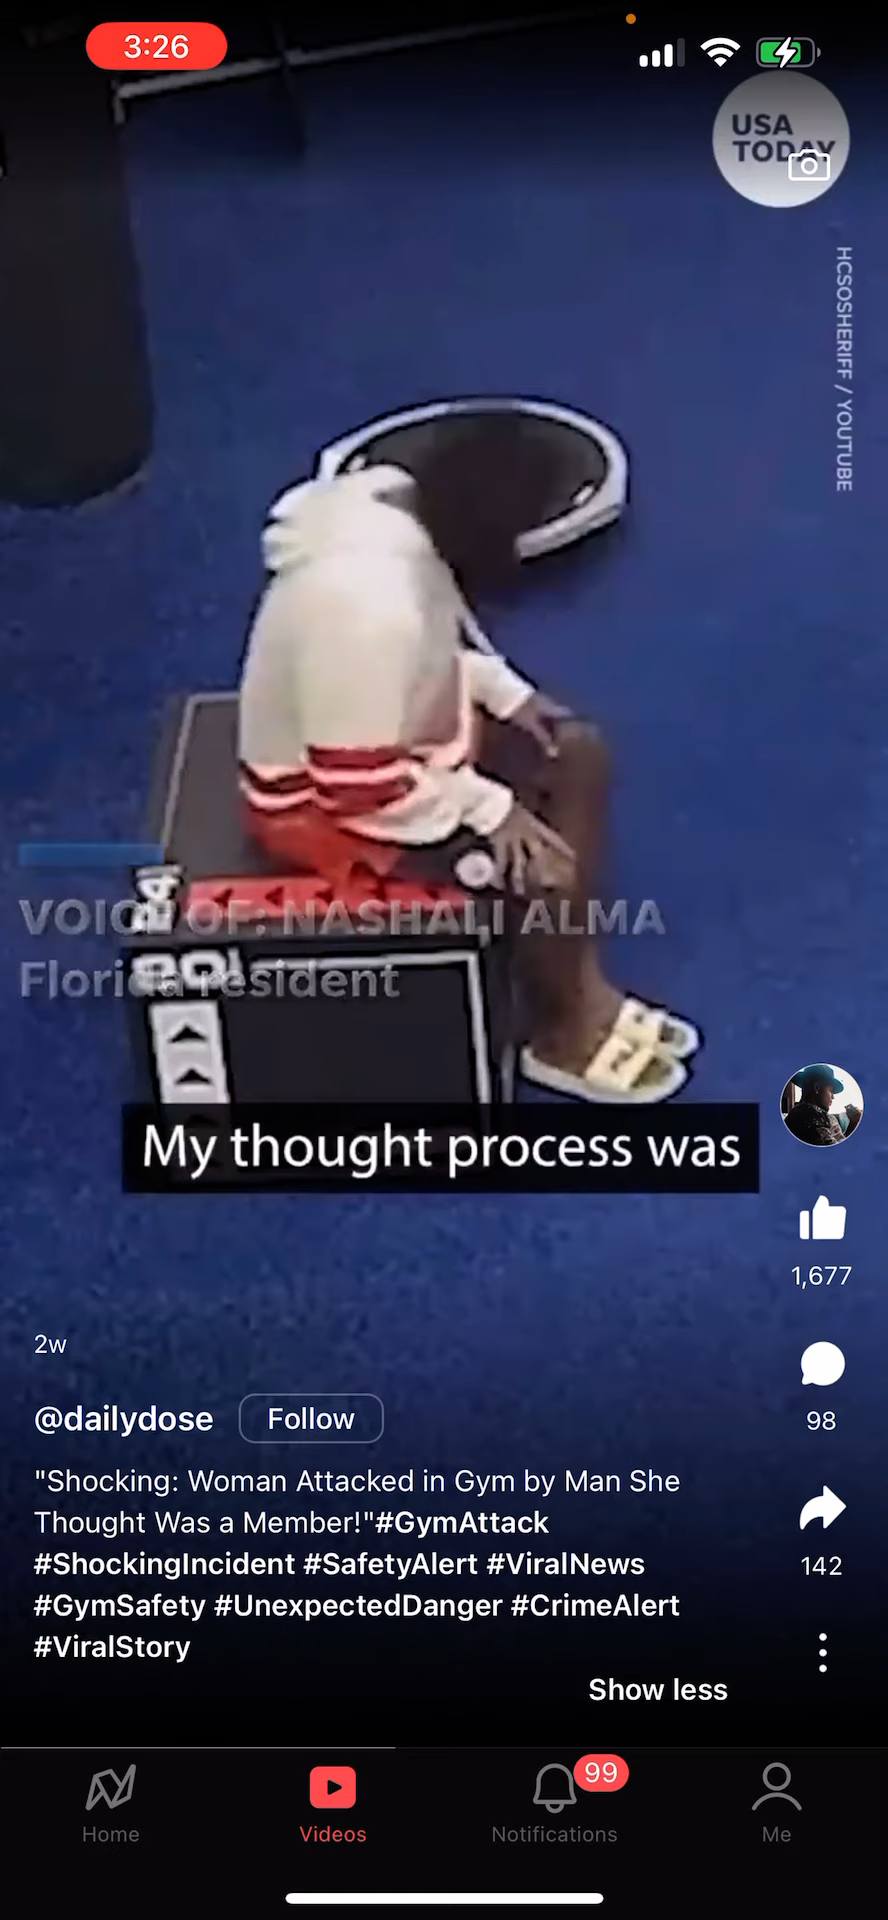 3:26
USA
TODAY
HCSOSHERIFF / YOUTUBE
VOICE OF: NASHALI ALMA
Florida resident
My thought process was
1,677
2w
98
@dailydose
Follow
"Shocking: Woman Attacked in Gym by Man She
Thought Was a Member!"#GymAttack
#ShockingIncident #SafetyAlert #ViralNews
142
#GymSafety #UnexpectedDanger #CrimeAlert
#ViralStory
Show less
99
Home
Videos
Notifications
Me